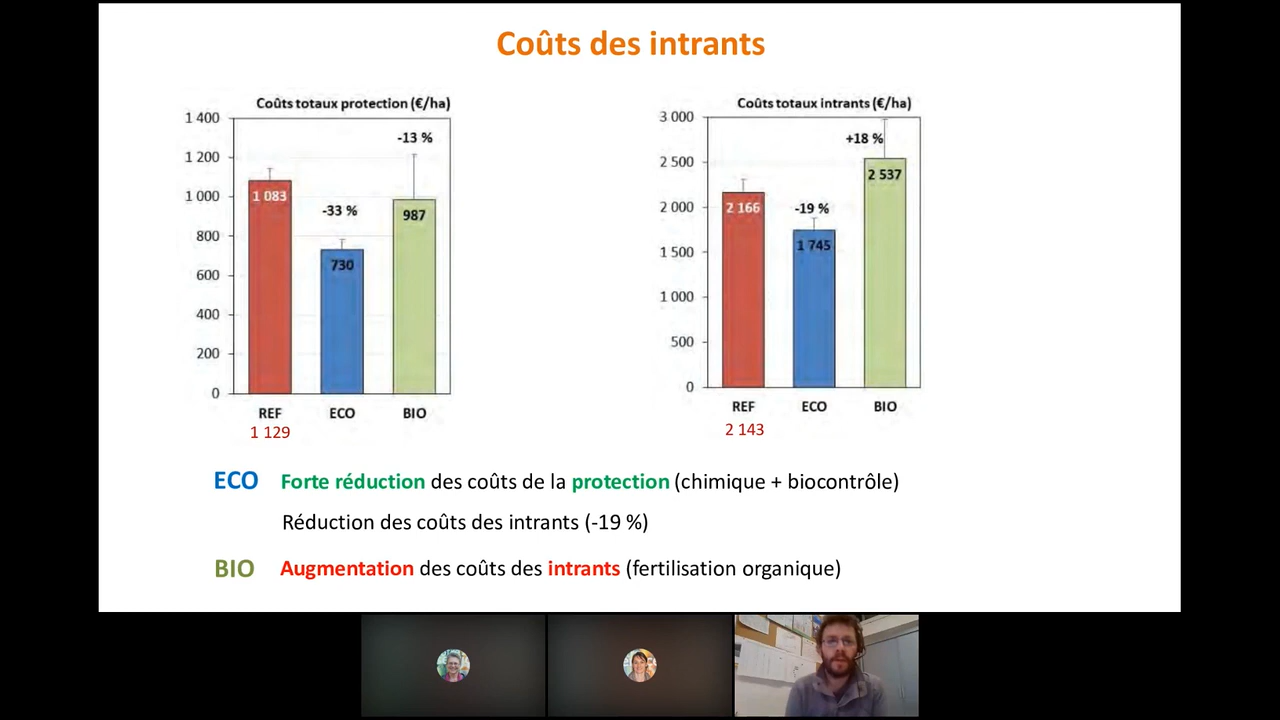 Coûts des intrants
Coûts totaux protection (€/ha)
1 400
1 200
1 000
800
600
400
200
0
1 083
-33 %
730
-13 %
987
REF
ECO
BIO
1 129
Coûts totaux intrants (€/ha)
3 000
2 500
2 000
1 500
1 000
500
0
2 166
-19 %
1 745
+18 %
2 537
REF
ECO
BIO
2 143
ECO Forte réduction des coûts de la protection (chimique + biocontrôle)
Réduction des coûts des intrants (-19 %)
BIO Augmentation des coûts des intrants (fertilisation organique)